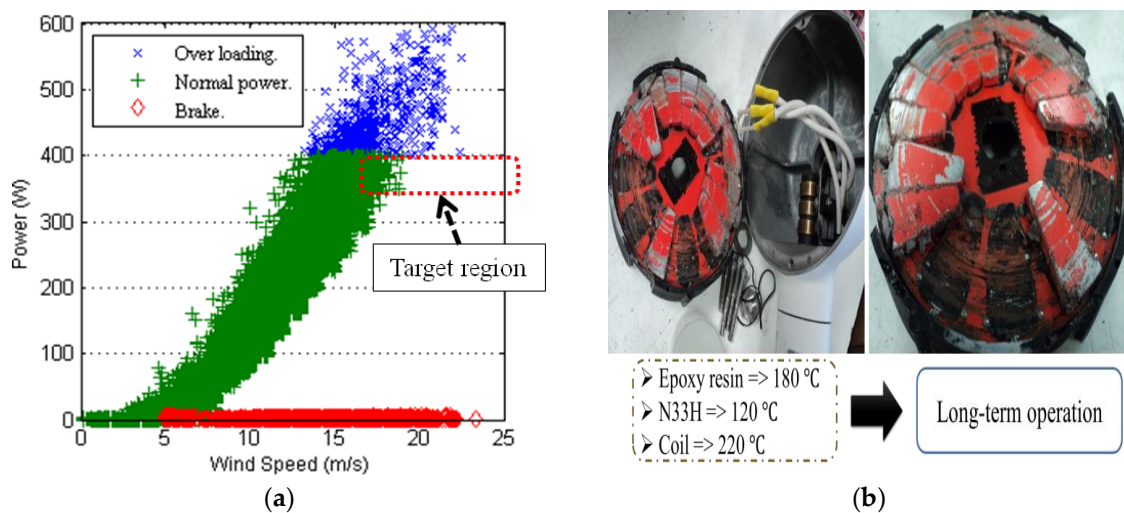 600
500
400
300
200
100
0
Power (W)
Over loading.
Normal power.
Brake.
Target region
0
5
10
15
20
25
Wind Speed (m/s)
(a)
➢ Epoxy resin => 180 ℃
➢ N33H => 120 ℃
➢ Coil => 220 ℃
Long-term operation
(b)